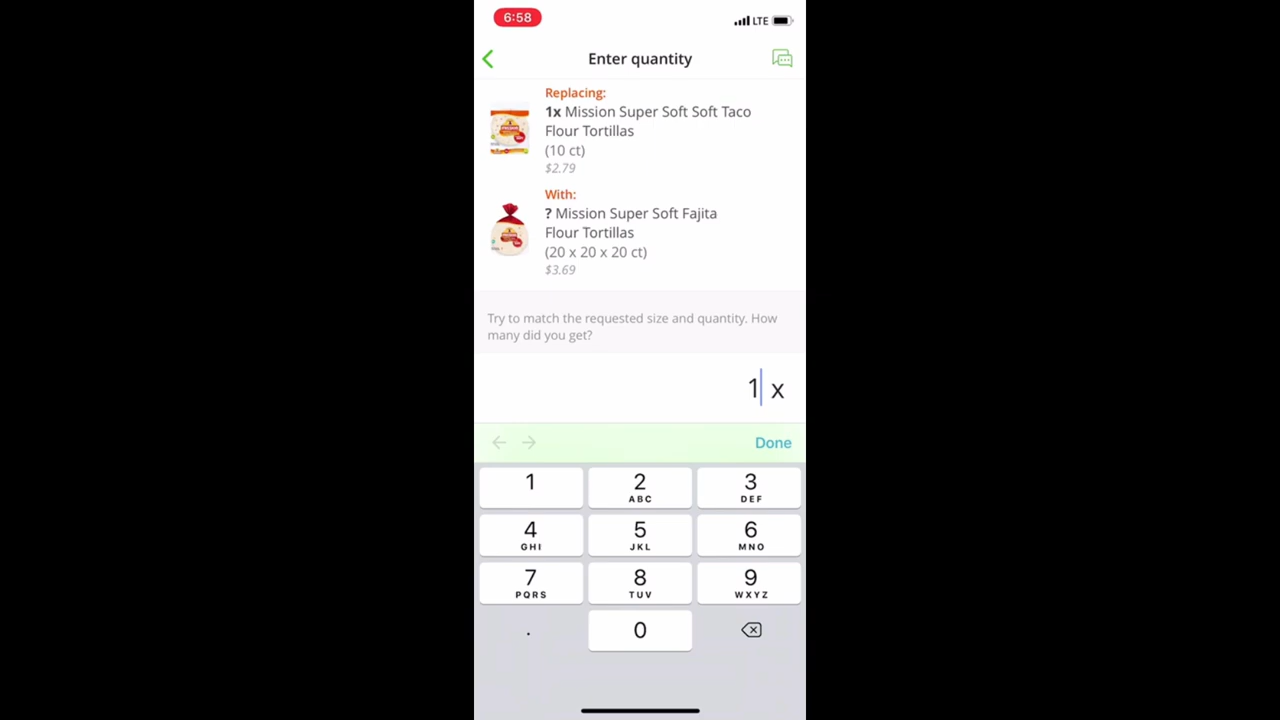 6:58
LTE
Enter quantity
Replacing:
1x Mission Super Soft Soft Taco
Flour Tortillas
(10 ct)
$2.79
With:
? Mission Super Soft Fajita
Flour Tortillas
(20 x 20 x 20 ct)
$3.69
Try to match the requested size and quantity. How
many did you get?
1 x
Done
1
2
ABC
3
DEF
4
GHI
5
JKL
6
MNO
7
PQRS
8
TUV
9
WXYZ
.
0